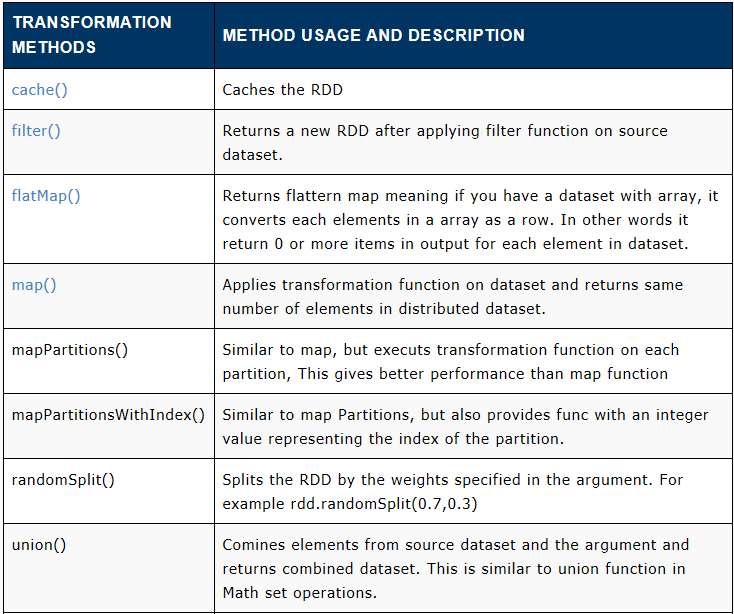 TRANSFORMATION
METHODS
METHOD USAGE AND DESCRIPTION
cache()
Caches the RDD
filter()
Returns a new RDD after applying filter function on source
dataset.
flatMap()
Returns flattern map meaning if you have a dataset with array, it
converts each elements in a array as a row. In other words it
return 0 or more items in output for each element in dataset.
map()
Applies transformation function on dataset and returns same
number of elements in distributed dataset.
mapPartitions()
Similar to map, but executs transformation function on each
partition, This gives better performance than map function
mapPartitionsWithIndex()
Similar to map Partitions, but also provides func with an integer
value representing the index of the partition.
randomSplit()
Splits the RDD by the weights specified in the argument. For
example rdd.randomSplit(0.7,0.3)
union()
Comines elements from source dataset and the argument and
returns combined dataset. This is similar to union function in
Math set operations.